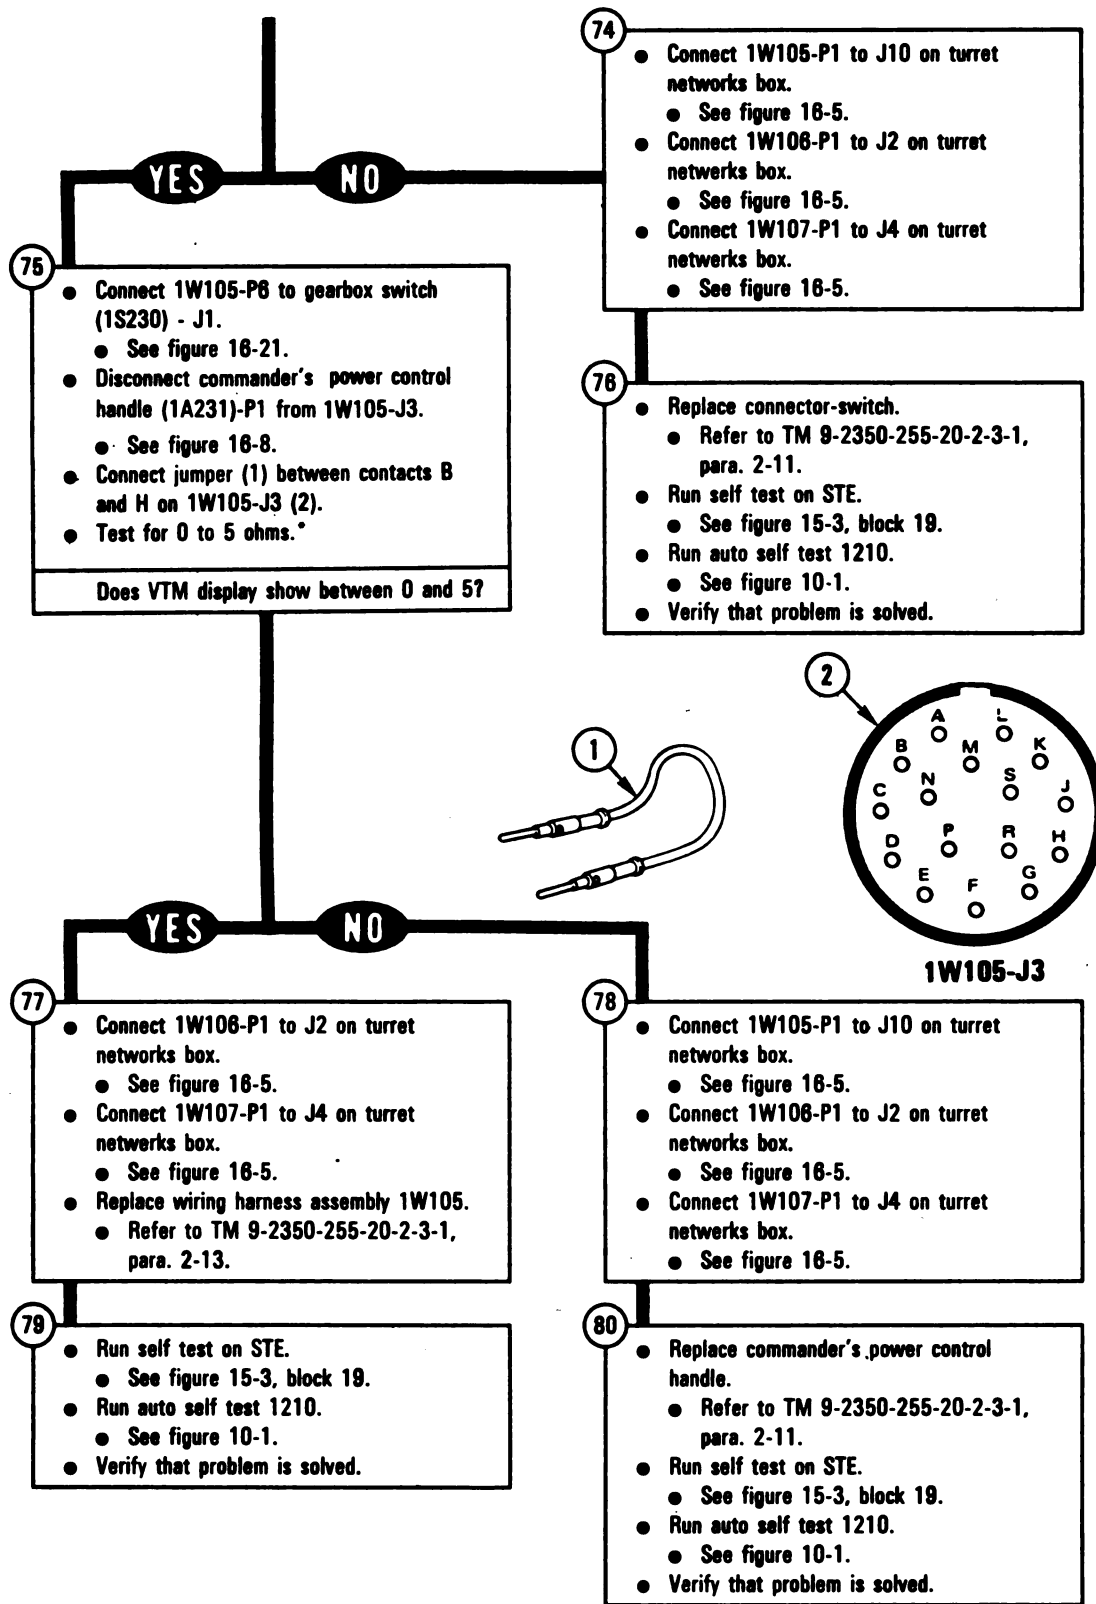 74
● Connect 1W105-P1 to J10 on turret
networks box.
● See figure 16-5.
● Connect 1W106-P1 to J2 on turret
netwerks box.
● See figure 16-5.
● Connect 1W107-P1 to J4 on turret
netwerks box.
● See figure 16-5.
YES NO
75
● Connect 1W105-P6 to gearbox switch
(1S230) - J1.
● See figure 16-21.
● Disconnect commander's power control
handle (1A231)-P1 from 1W105-J3.
● See figure 16-8.
● Connect jumper (1) between contacts B
and H on 1W105-J3 (2).
● Test for 0 to 5 ohms.*
Does VTM display show between 0 and 5?
76
● Replace connector-switch.
● Refer to TM 9-2350-255-20-2-3-1,
para. 2-11.
● Run self test on STE.
● See figure 15-3, block 19.
● Run auto self test 1210.
● See figure 10-1.
● Verify that problem is solved.
1
2
A L
B M K
C N S J
D P R H
E F G
1W105-J3
YES NO
77
● Connect 1W106-P1 to J2 on turret
networks box.
● See figure 16-5.
● Connect 1W107-P1 to J4 on turret
netwerks box.
● See figure 16-5.
● Replace wiring harness assembly 1W105.
● Refer to TM 9-2350-255-20-2-3-1,
para. 2-13.
78
● Connect 1W105-P1 to J10 on turret
networks box.
● See figure 16-5.
● Connect 1W106-P1 to J2 on turret
networks box.
● See figure 16-5.
● Connect 1W107-P1 to J4 on turret
netwerks box.
● See figure 16-5.
79
● Run self test on STE.
● See figure 15-3, block 19.
● Run auto self test 1210.
● See figure 10-1.
● Verify that problem is solved.
80
● Replace commander's power control
handle.
● Refer to TM 9-2350-255-20-2-3-1,
para. 2-11.
● Run self test on STE.
● See figure 15-3, block 19.
● Run auto self test 1210.
● See figure 10-1.
● Verify that problem is solved.